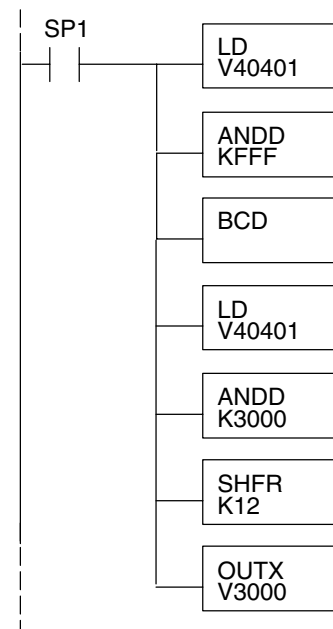 SP1
LD
V40401
ANDD
KFFF
BCD
LD
V40401
ANDD
K3000
SHFR
K12
OUTX
V3000